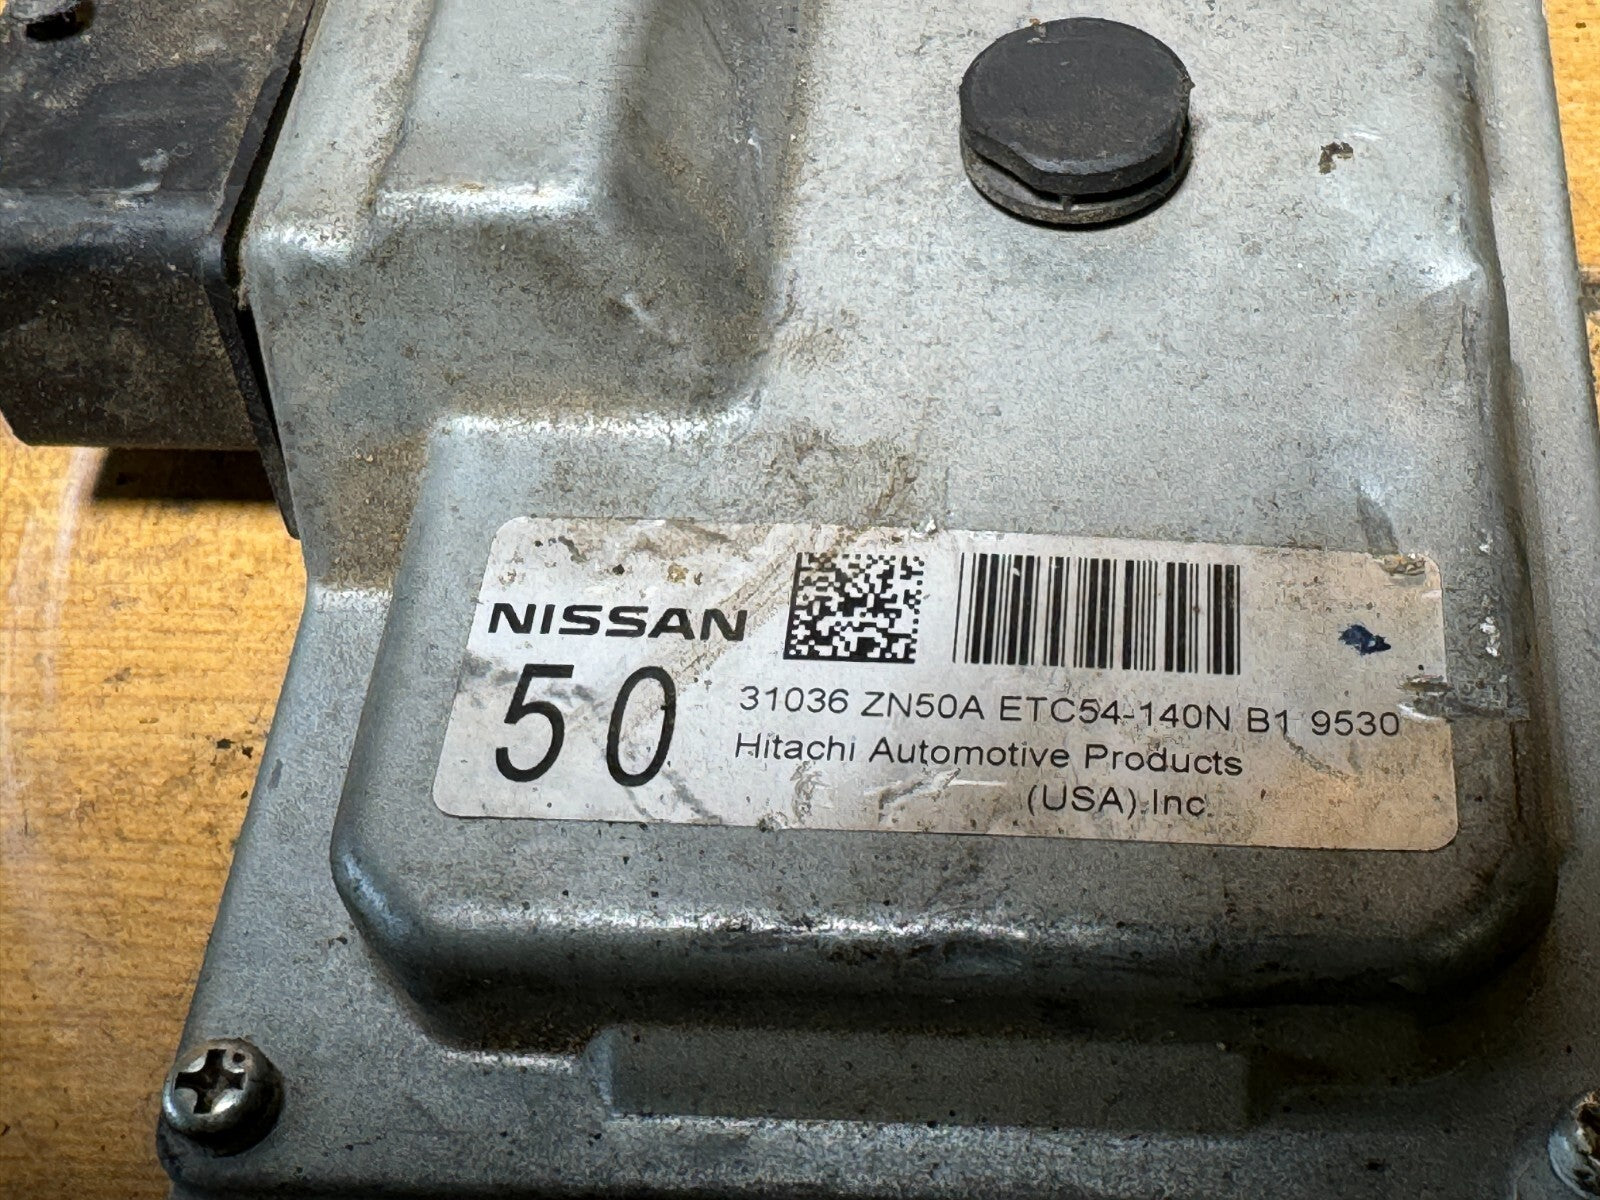 NISSAN
50
31036 ZN50A ETC54-140N B1 9530
Hitachi Automotive Products
(USA),Inc.